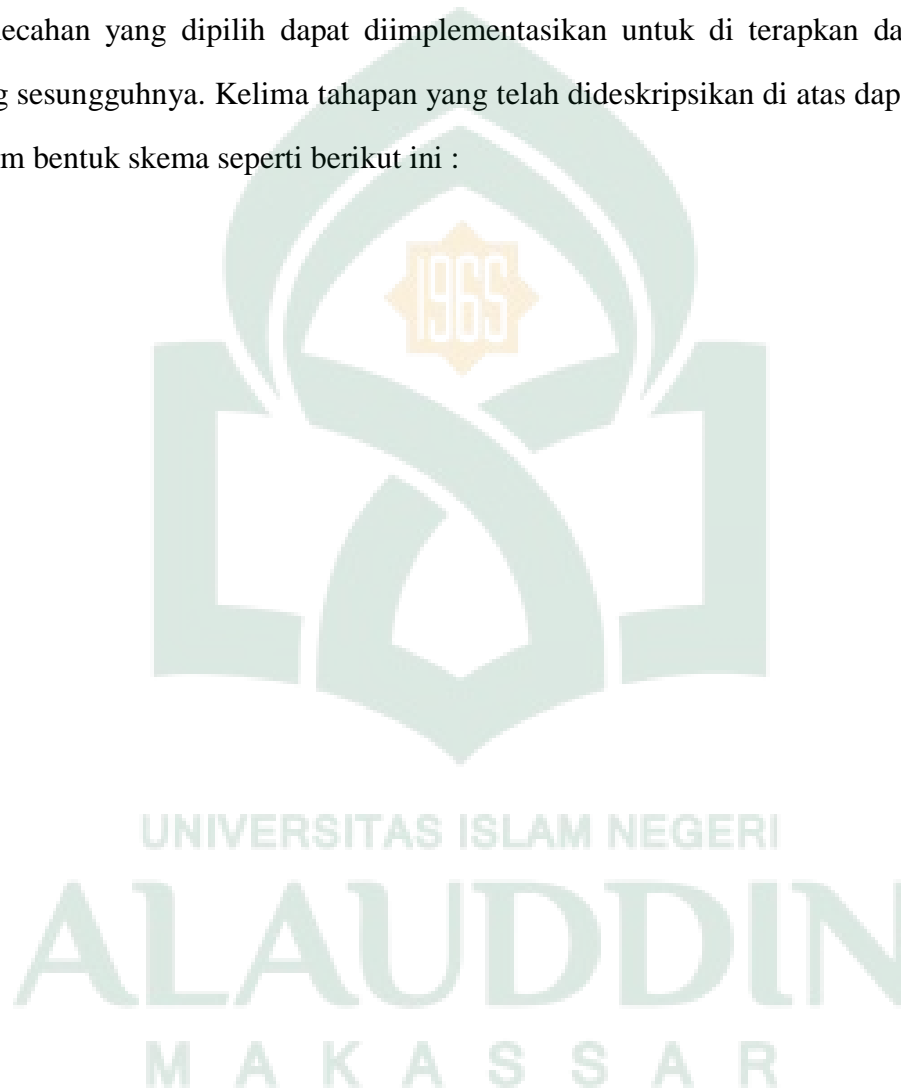 ecahan yang dipilih dapat diimplementasikan untuk di terapkan da
g sesungguhnya. Kelima tahapan yang telah dideskripsikan di atas dap
m bentuk skema seperti berikut ini :
1965
UNIVERSITAS ISLAM NEGERI
ALAUDDIN
MAKASSAR